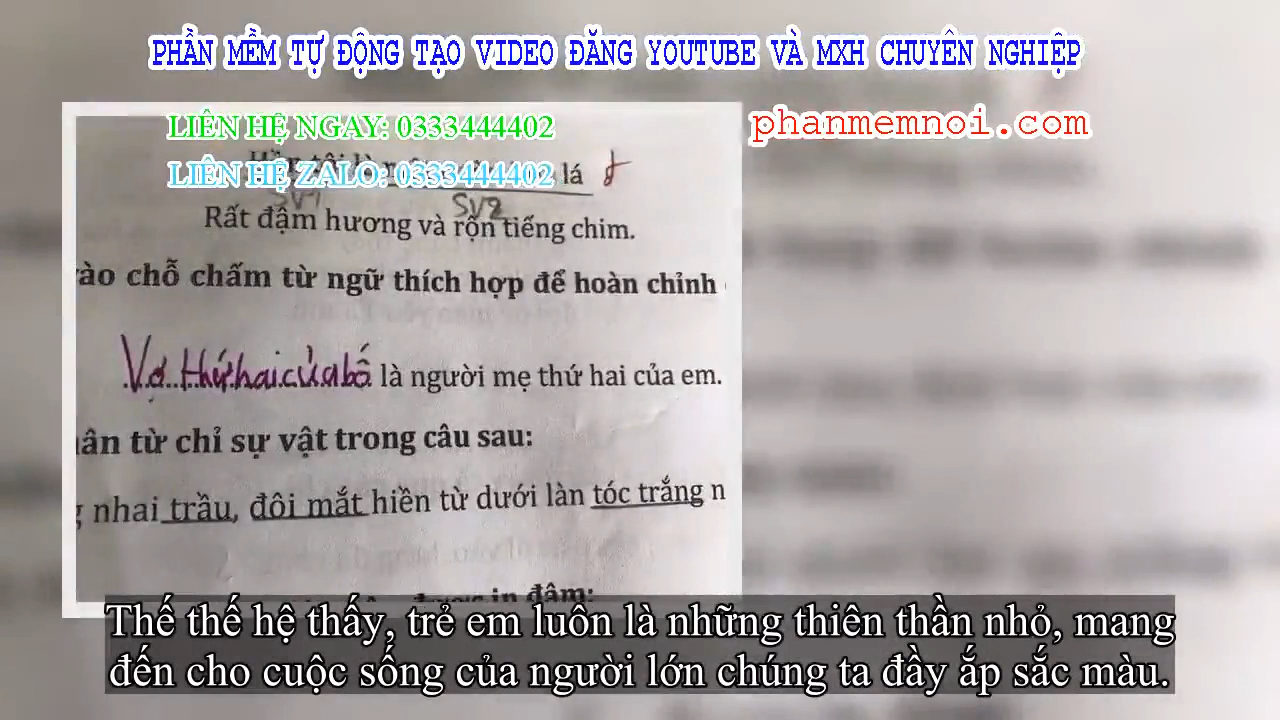 PHẦN MỀM TỰ ĐỘNG TẠO VIDEO ĐĂNG YOUTUBE VÀ MXH CHUYÊN NGHIỆP
LIÊN HỆ NGAY: 0333444402
phanmemnoi.com
LIÊN HỆ ZALO: 0333444402
lá
SV1
SV2
Rất đậm hương và rộn tiếng chim.
vào chỗ chấm từ ngữ thích hợp để hoàn chỉnh
Vợ thứ hai của bố là người mẹ thứ hai của em.
từ chỉ sự vật trong câu sau:
nhai trầu, đôi mắt hiền từ dưới làn tóc trắng n
được in đậm:
Thế thế hệ thấy, trẻ em luôn là những thiên thần nhỏ, mang
đến cho cuộc sống của người lớn chúng ta đầy ắp sắc màu.